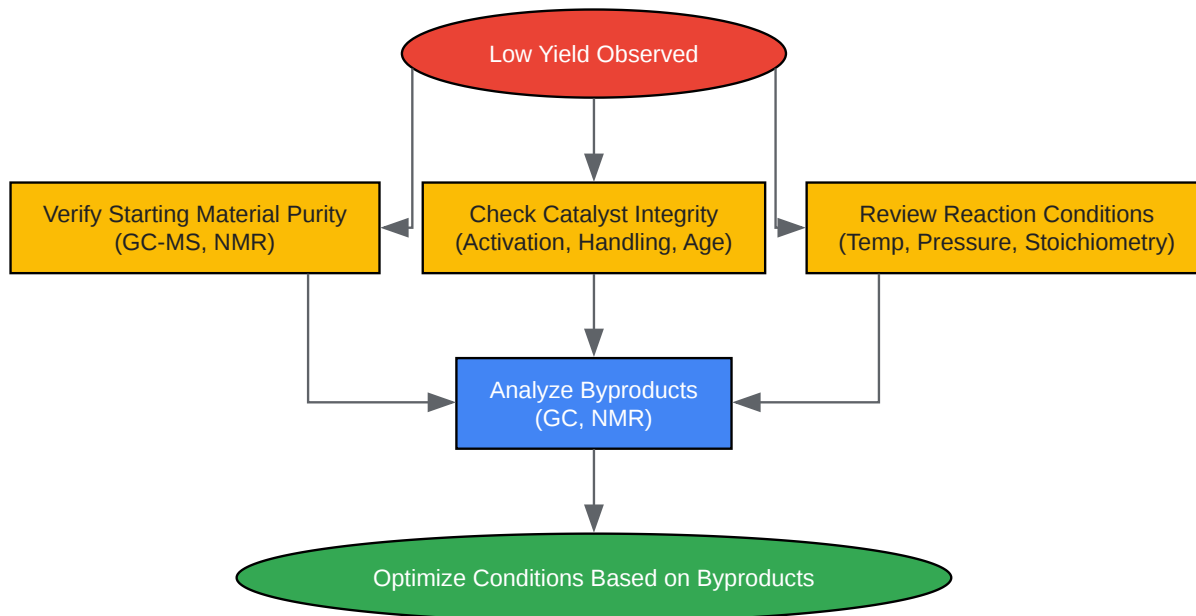 Low Yield Observed
Verify Starting Material Purity
(GC-MS, NMR)
Check Catalyst Integrity
(Activation, Handling, Age)
Review Reaction Conditions
(Temp, Pressure, Stoichiometry)
Analyze Byproducts
(GC, NMR)
Optimize Conditions Based on Byproducts